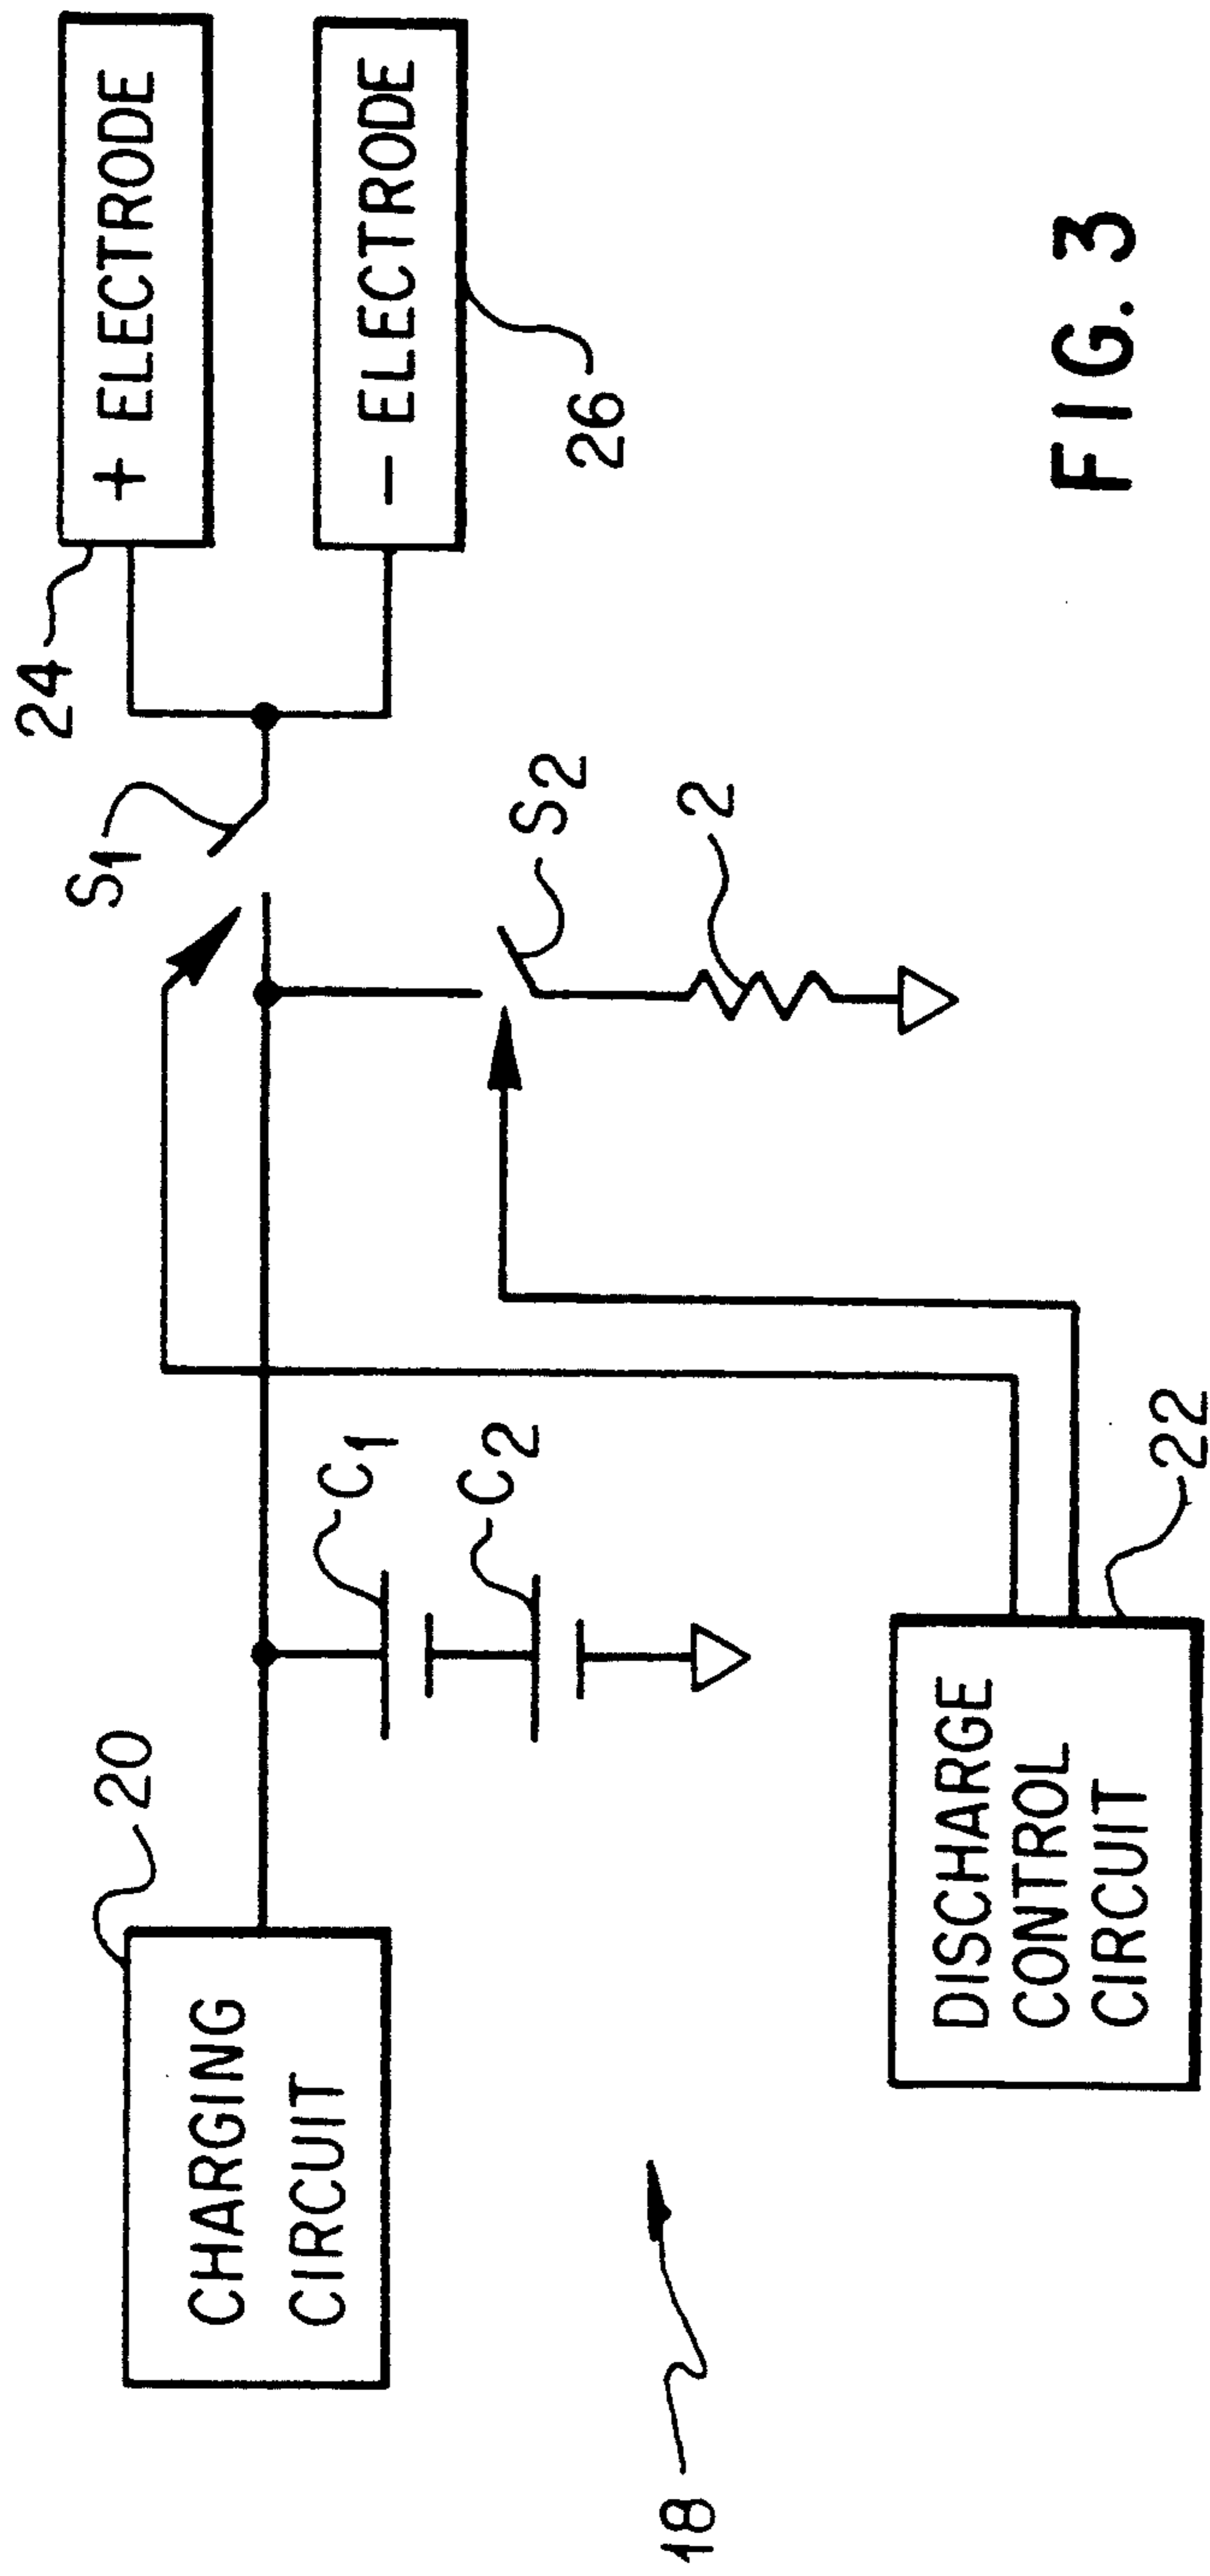 20
CHARGING
CIRCUIT
C1
C2
S1
S2
2
24
+ ELECTRODE
- ELECTRODE
26
DISCHARGE
CONTROL
CIRCUIT
22
18
FIG. 3